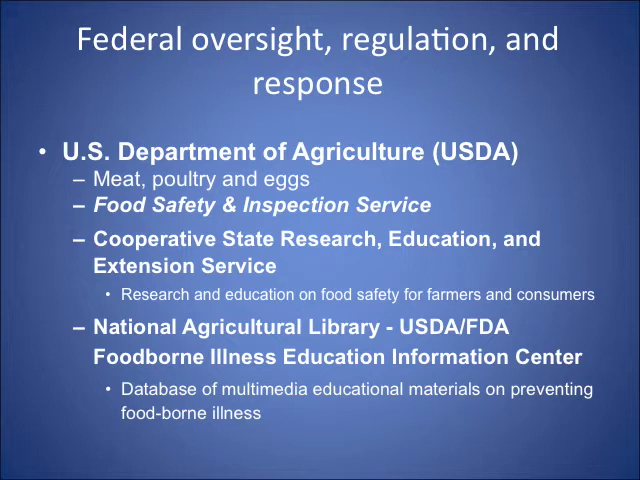 Federal oversight, regulation, and
response
• U.S. Department of Agriculture (USDA)
– Meat, poultry and eggs
– Food Safety & Inspection Service
– Cooperative State Research, Education, and
Extension Service
• Research and education on food safety for farmers and consumers
– National Agricultural Library - USDA/FDA
Foodborne Illness Education Information Center
• Database of multimedia educational materials on preventing
food-borne illness